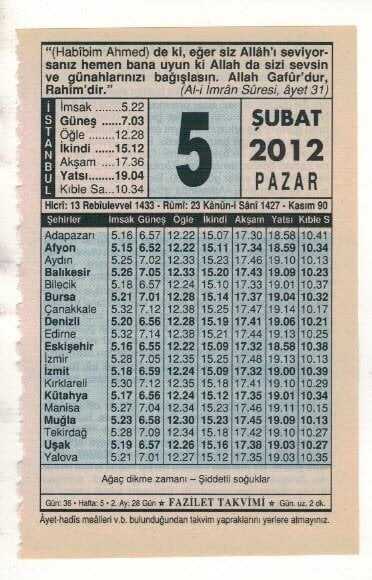 "(Habîbim Ahmed) de ki, eğer siz Allâh'ı seviyor-
sanız hemen bana uyun ki Allah da sizi sevsin
ve günahlarınızı bağışlasın. Allah Gafûr'dur,
Rahîm'dir."
(Al-i İmrân Sûresi, âyet 31)
İSTANBUL
İmsak ......5.22
Güneş ......7.03
Öğle ......12.28
İkindi .....15.12
Akşam ....17.36
Yatsı......19.04
Kıble Sa...10.34
5
ŞUBAT
2012
PAZAR
Hicrî: 13 Rebîulevvel 1433 - Rûmî: 23 Kânûn-i Sânî 1427 - Kasım 90
Şehirler İmsak Güneş Öğle İkindi Akşam Yatsı Kıble S
Adapazarı 5.16 6.57 12.22 15.07 17.30 18.58 10.41
Afyon 5.15 6.52 12.22 15.11 17.34 18.59 10.34
Aydın 5.25 7.02 12.33 15.23 17.46 19.10 10.13
Balıkesir 5.26 7.05 12.33 15.20 17.43 19.09 10.23
Bilecik 5.18 6.57 12.24 15.10 17.33 19.01 10.37
Bursa 5.21 7.01 12.28 15.14 17.37 19.04 10.32
Çanakkale 5.32 7.12 12.38 15.25 17.47 19.14 10.17
Denizli 5.20 6.56 12.28 15.19 17.41 19.06 10.21
Edirne 5.32 7.14 12.38 15.21 17.44 19.13 10.25
Eskişehir 5.16 6.55 12.22 15.09 17.32 18.58 10.38
İzmir 5.28 7.05 12.35 15.25 17.48 19.13 10.13
İzmit 5.18 6.59 12.24 15.09 17.32 19.00 10.39
Kırklareli 5.30 7.12 12.35 15.18 17.41 19.10 10.29
Kütahya 5.17 6.56 12.24 15.12 17.35 19.01 10.34
Manisa 5.27 7.04 12.34 15.23 17.46 19.11 10.15
Muğla 5.23 6.58 12.30 15.23 17.45 19.09 10.13
Tekirdağ 5.28 7.09 12.34 15.18 17.42 19.10 10.27
Uşak 5.19 6.57 12.26 15.16 17.38 19.03 10.27
Yalova 5.21 7.01 12.27 15.12 17.35 19.03 10.35
Ağaç dikme zamanı – Şiddetli soğuklar
Gün: 36 • Hafta: 5 • 2. Ay: 28 Gün ★ FAZİLET TAKVİMİ ★ Gün. uz. 2 dk.
Âyet-hadîs meâlleri v.b. bulunduğundan takvim yapraklarını yerlere atmayınız.